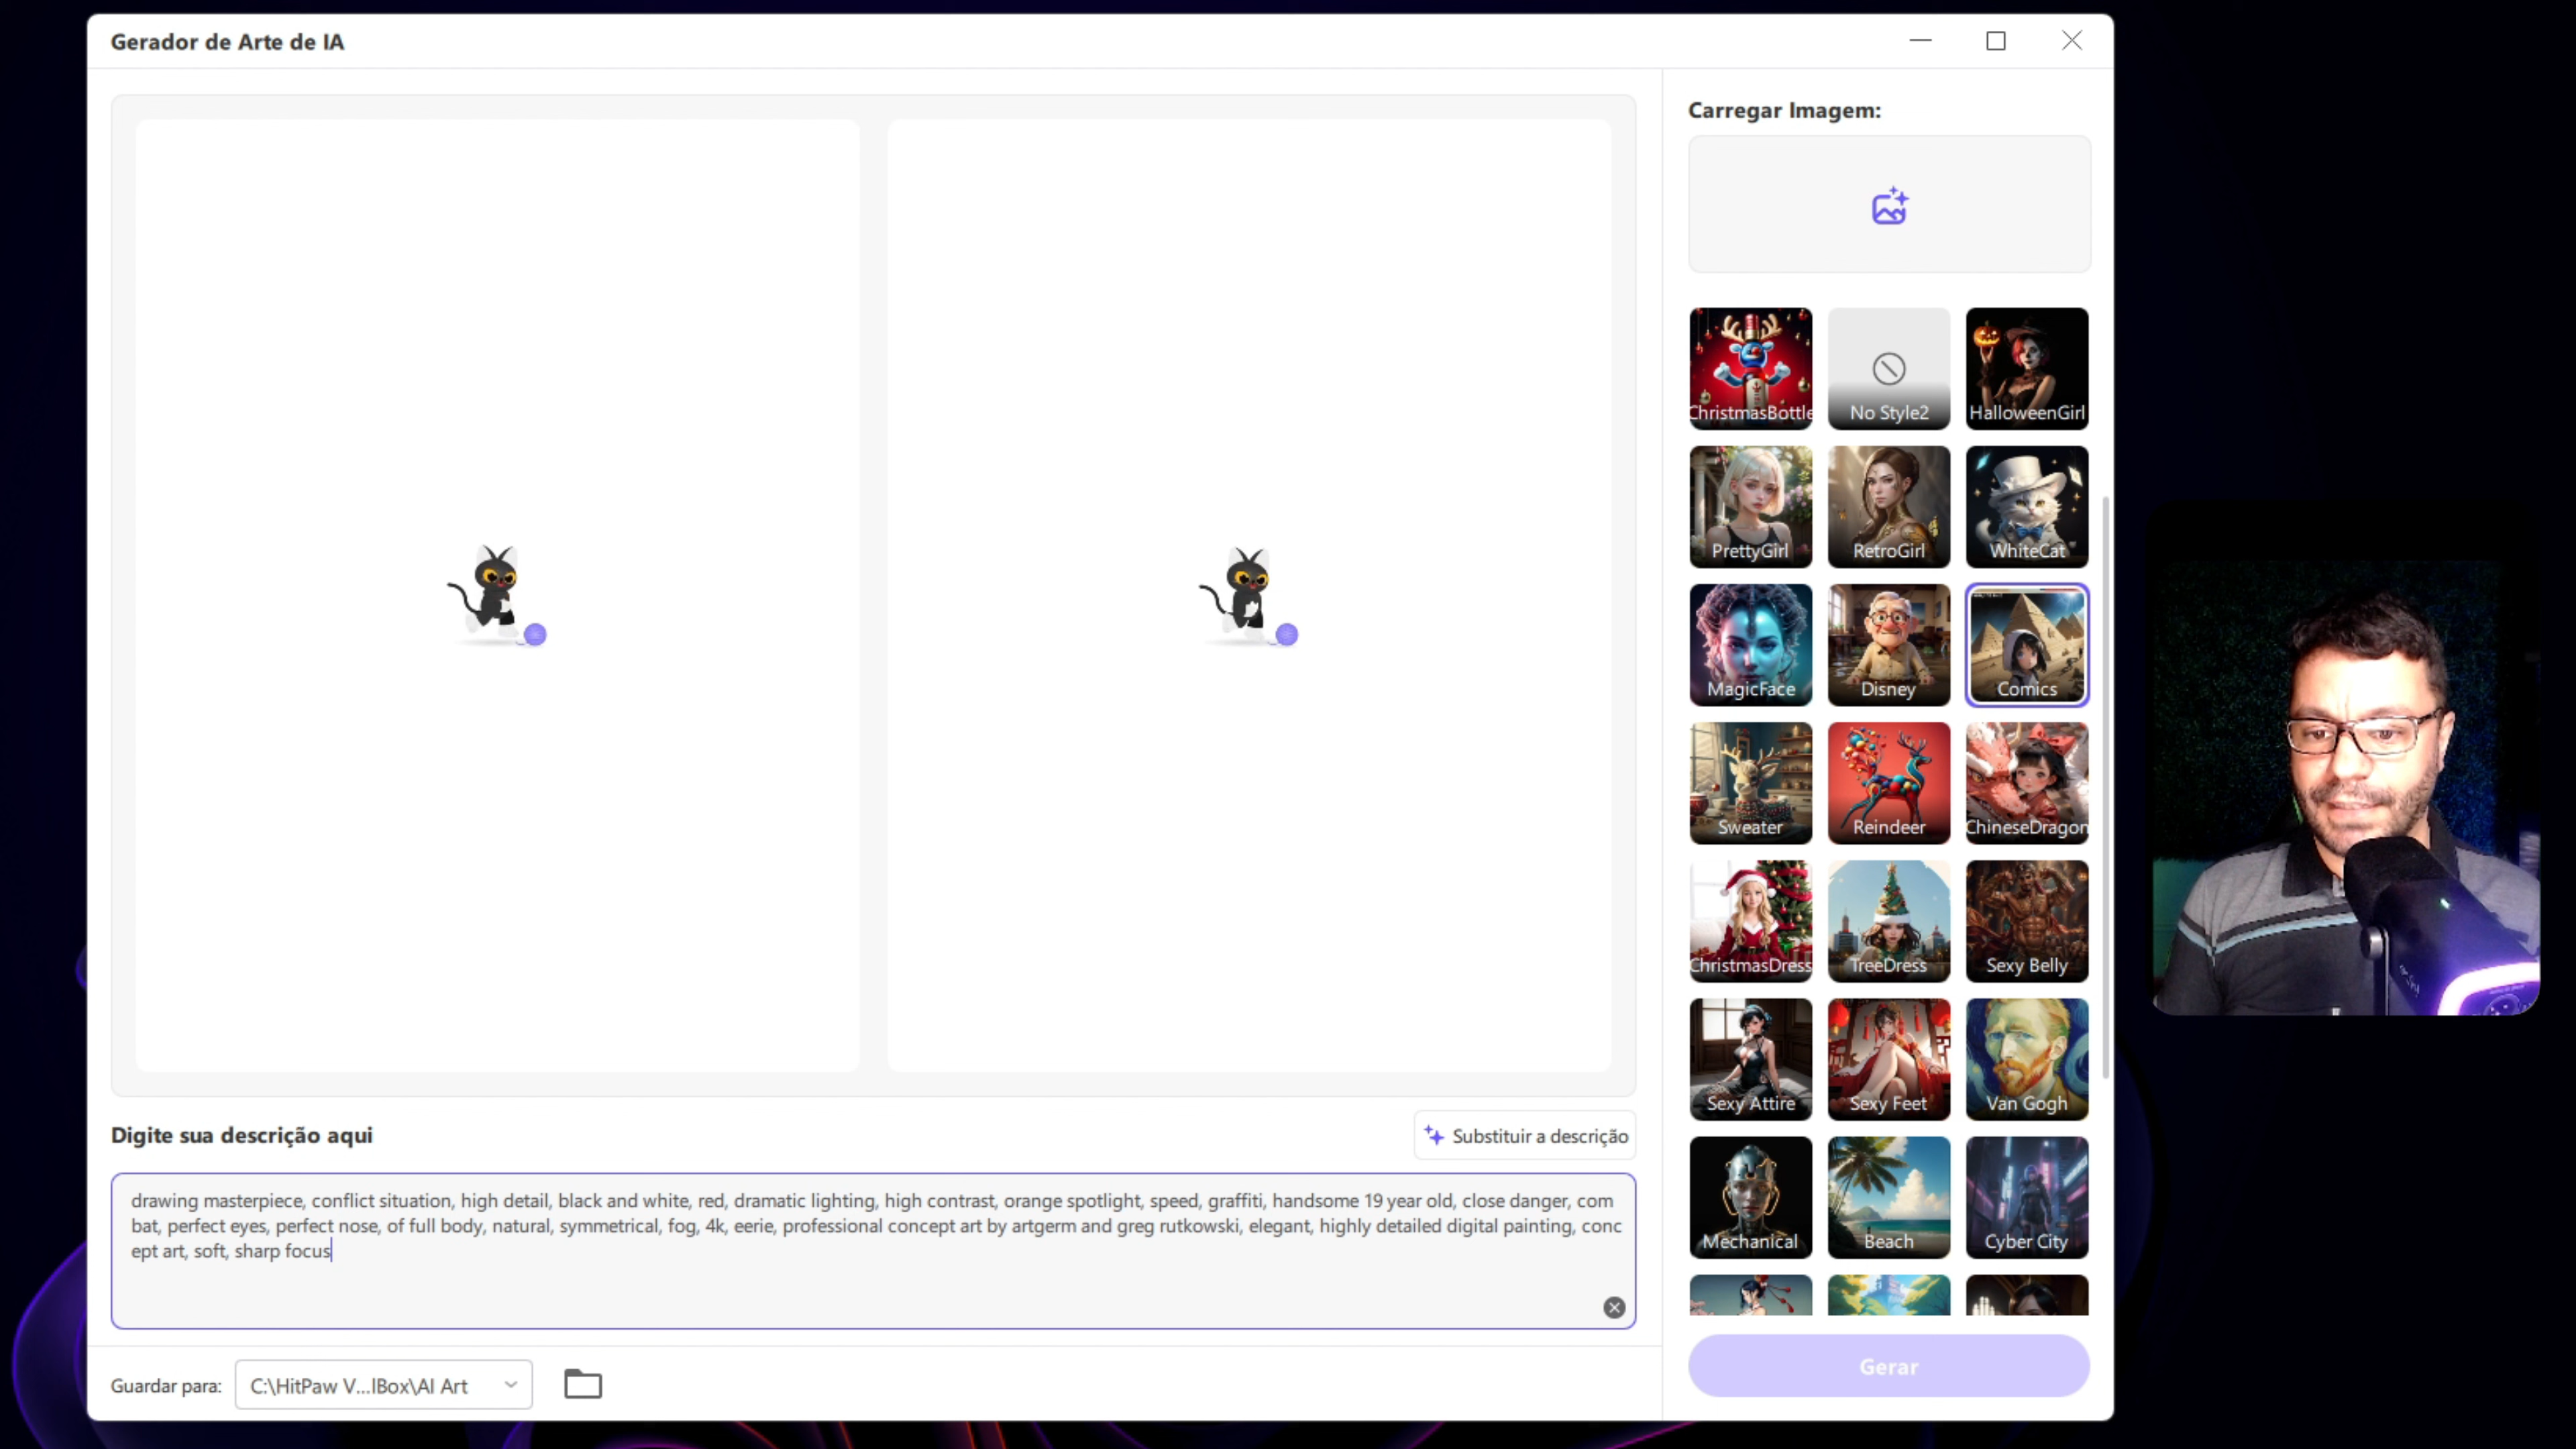 Gerador de Arte de IA
Carregar Imagem:
ChristmasBottle
No Style2
HalloweenGirl
PrettyGirl
RetroGirl
WhiteCat
MagicFace
Disney
Comics
Sweater
Reindeer
ChineseDragon
ChristmasDress
TreeDress
Sexy Belly
Sexy Attire
Sexy Feet
Van Gogh
Mechanical
Beach
Cyber City
Digite sua descrição aqui
Substituir a descrição
drawing masterpiece, conflict situation, high detail, black and white, red, dramatic lighting, high contrast, orange spotlight, speed, graffiti, handsome 19 year old, close danger, com
bat, perfect eyes, perfect nose, of full body, natural, symmetrical, fog, 4k, eerie, professional concept art by artgerm and greg rutkowski, elegant, highly detailed digital painting, conc
ept art, soft, sharp focus
Guardar para:
C:\HitPaw V...lBox\AI Art
Gerar